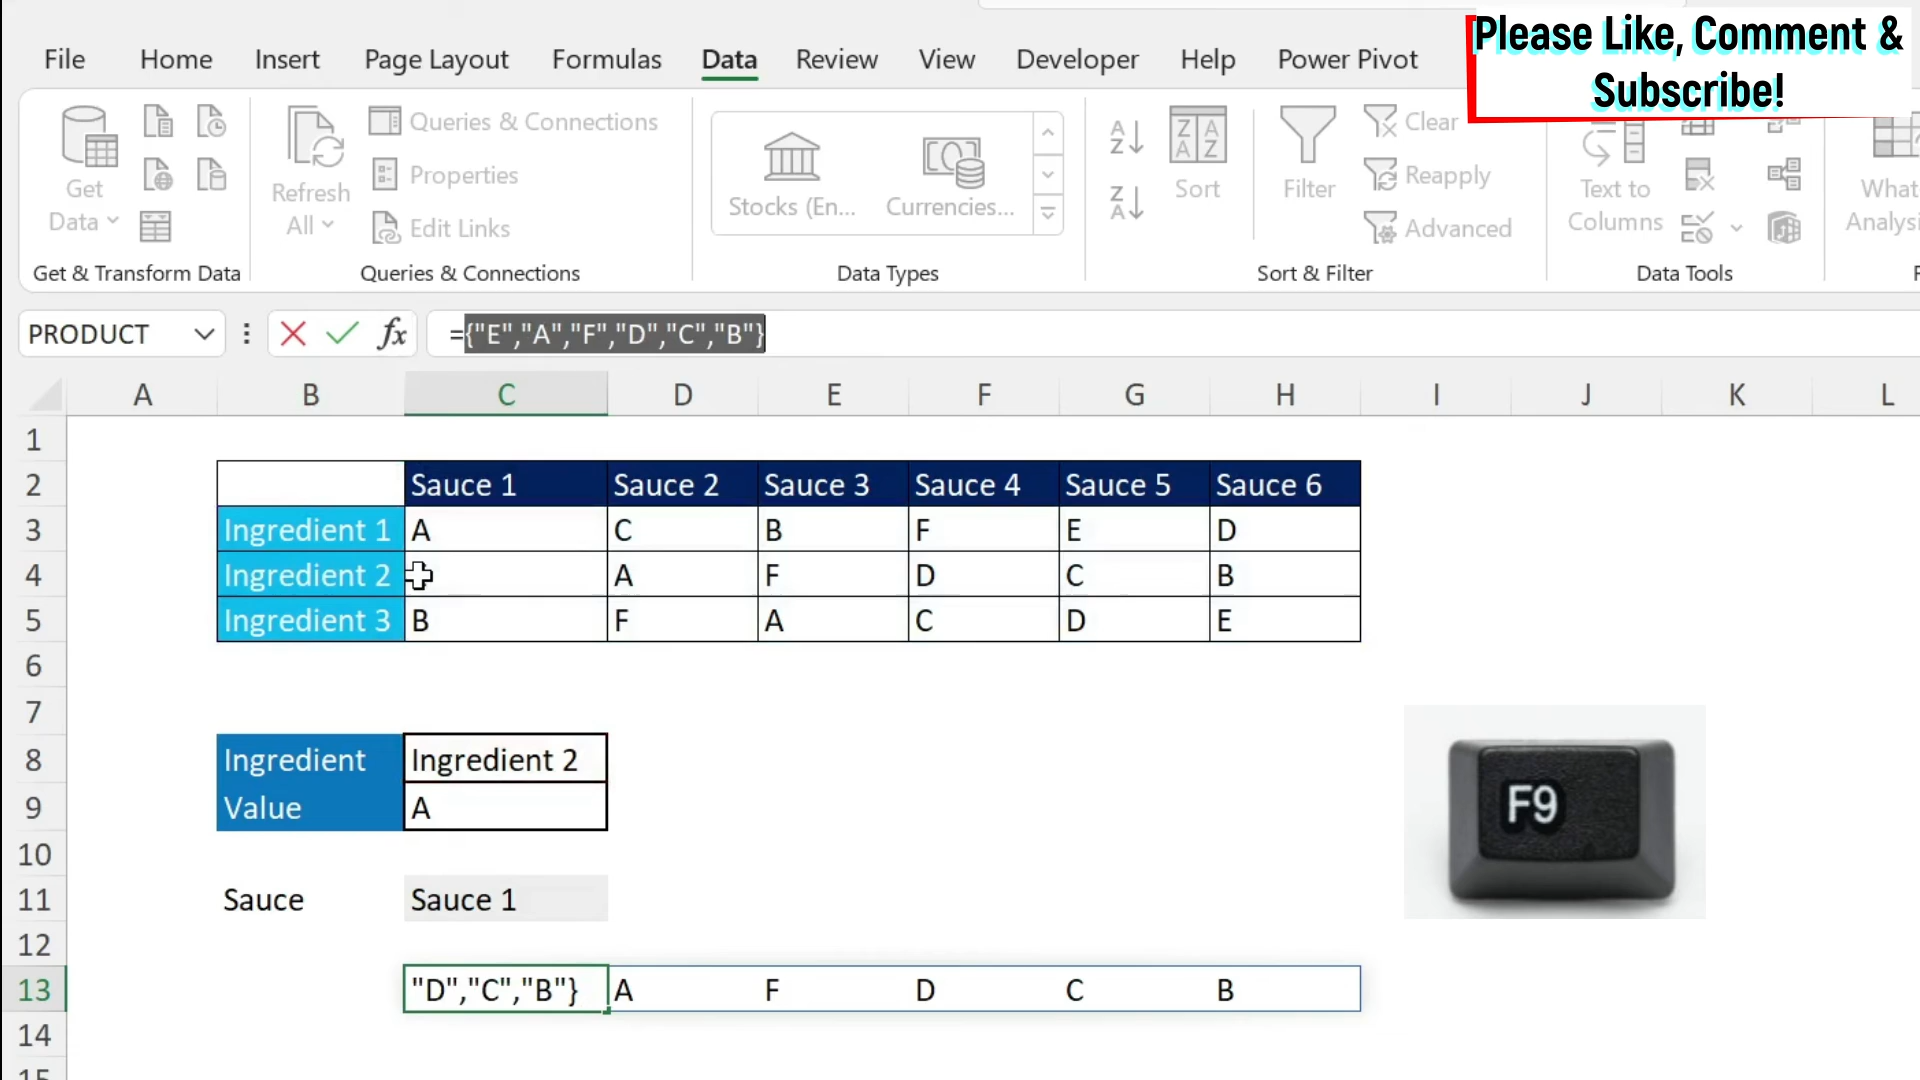 Please Like, Comment &
Subscribe!
File Home Insert Page Layout Formulas Data Review View Developer Help Power Pivot
Get
Data
Refresh
All
Queries & Connections
Properties
Edit Links
Stocks (En... Currencies...
A
Z
Z
A
Z A
A Z
Sort
Filter
Clear
Reapply
Advanced
Text to
Columns
Get & Transform Data Queries & Connections Data Types Sort & Filter Data Tools
PRODUCT fx ={"E","A","F","D","C","B"}
A B C D E F G H I J K L
1
2 Sauce 1 Sauce 2 Sauce 3 Sauce 4 Sauce 5 Sauce 6
3 Ingredient 1 A C B F E D
4 Ingredient 2 A F D C B
5 Ingredient 3 B F A C D E
6
7
8 Ingredient Ingredient 2
9 Value A
10
11 Sauce Sauce 1
12
13 "D","C","B"} A F D C B
14
F9